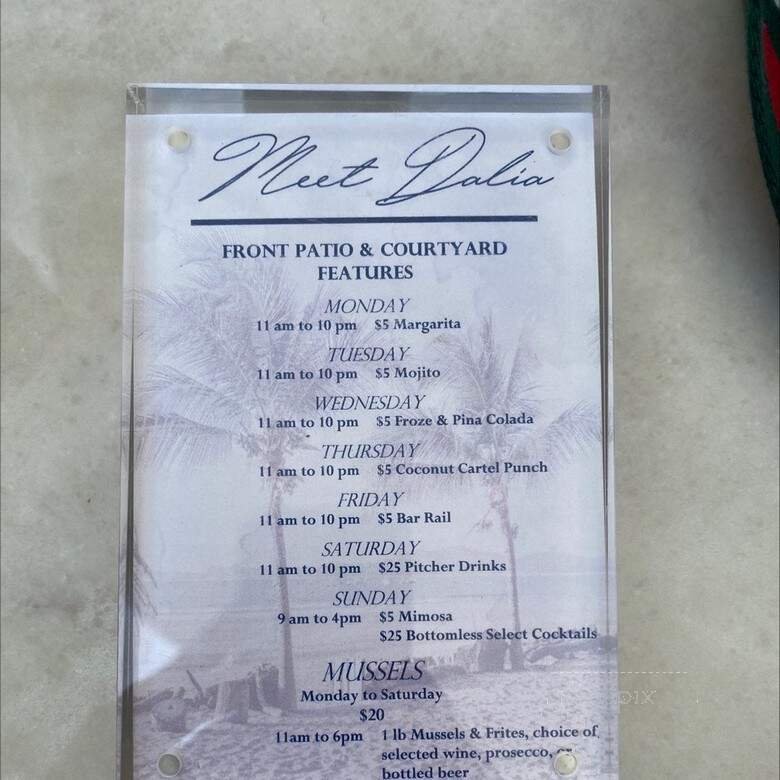 Meet Dalia
FRONT PATIO & COURTYARD
FEATURES
MONDAY
11 am to 10 pm $5 Margarita
TUESDAY
11 am to 10 pm $5 Mojito
WEDNESDAY
11 am to 10 pm $5 Froze & Pina Colada
THURSDAY
11 am to 10 pm $5 Coconut Cartel Punch
FRIDAY
11 am to 10 pm $5 Bar Rail
SATURDAY
11 am to 10 pm $25 Pitcher Drinks
SUNDAY
9 am to 4pm $5 Mimosa
$25 Bottomless Select Cocktails
MUSSELS
Monday to Saturday
$20
11am to 6pm 1 lb Mussels & Frites, choice of
selected wine, prosecco, or
bottled beer